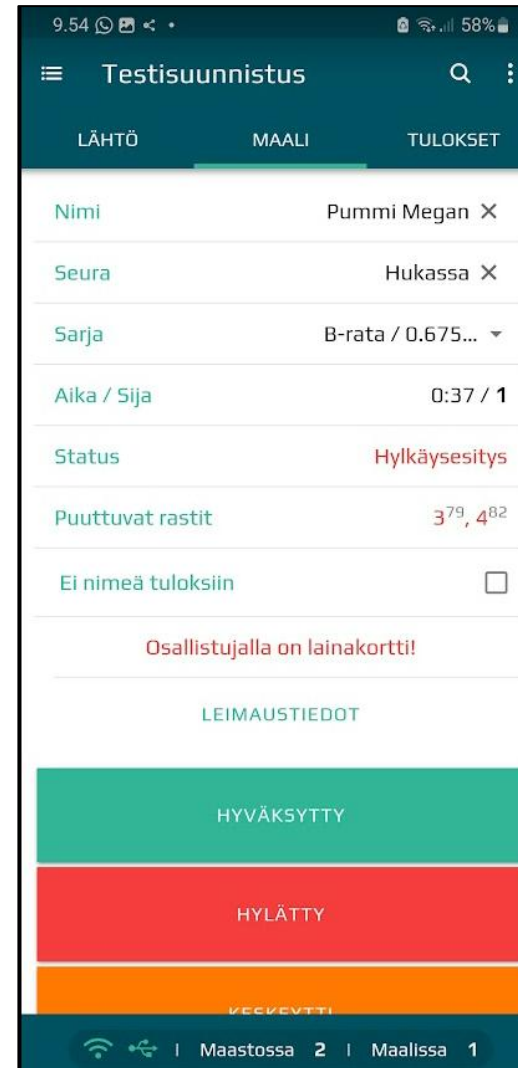 9.54 58%
Testisuunnistus
LÄHTÖ MAALI TULOKSET
Nimi Pummi Megan ×
Seura Hukassa ×
Sarja B-rata / 0.675...
Aika / Sija 0:37 / 1
Status Hylkäysesitys
Puuttuvat rastit 3⁷⁹, 4⁸²
Ei nimeä tuloksiin
Osallistujalla on lainakortti!
LEIMAUSTIEDOT
HYVÄKSYTTY
HYLÄTTY
KESKEYTTI
| Maastossa 2 | Maalissa 1